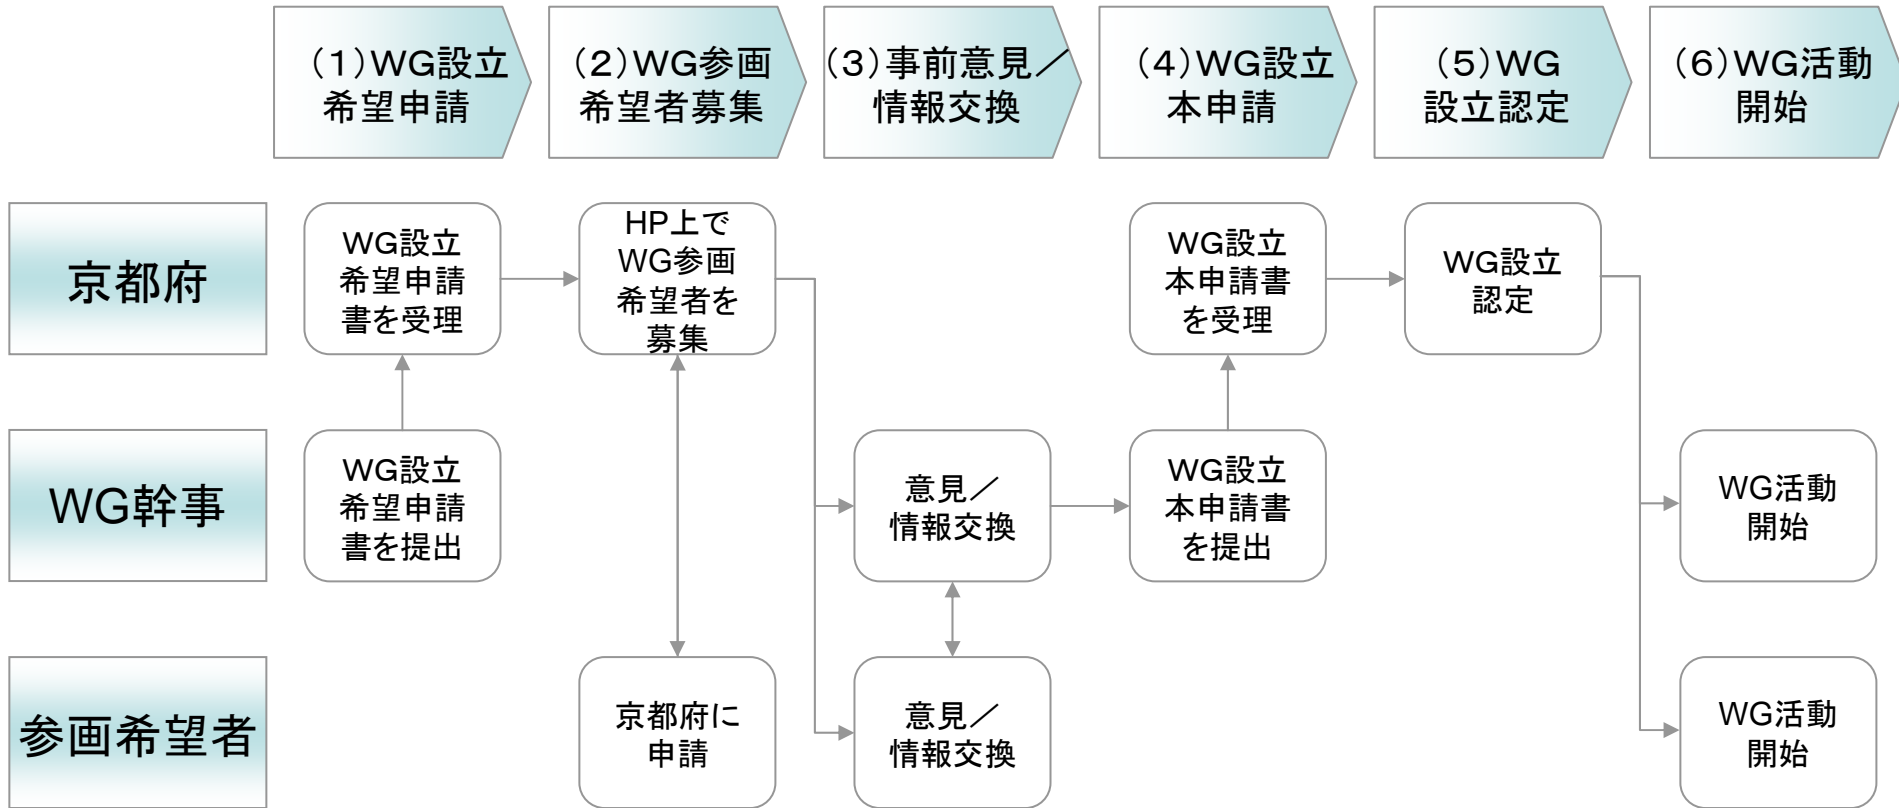 (1)WG設立
希望申請
(2)WG参画
希望者募集
(3)事前意見／
情報交換
(4)WG設立
本申請
(5)WG
設立認定
(6)WG活動
開始
京都府
WG設立
希望申請
書を受理
HP上で
WG参画
希望者を
募集
WG設立
本申請書
を受理
WG設立
認定
WG幹事
WG設立
希望申請
書を提出
意見／
情報交換
WG設立
本申請書
を提出
WG活動
開始
参画希望者
京都府に
申請
意見／
情報交換
WG活動
開始